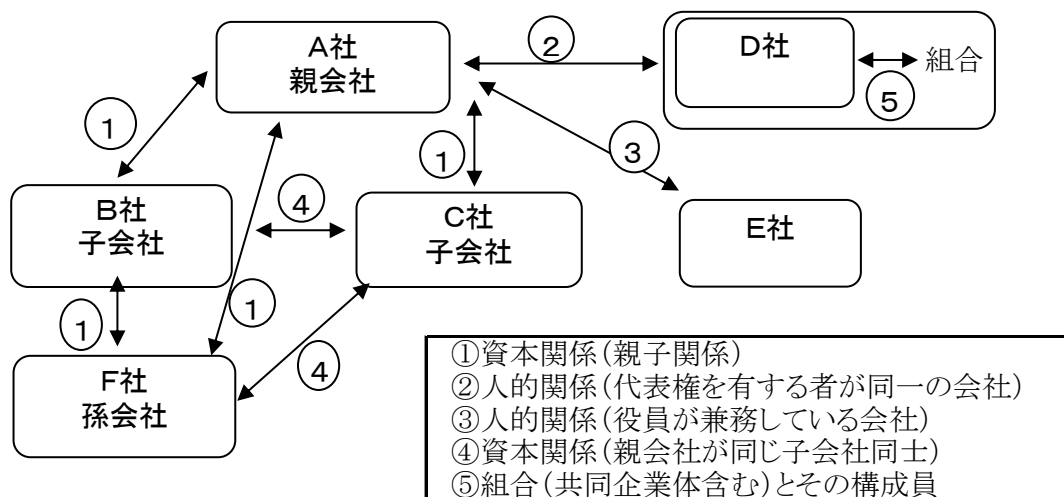 A社
親会社
②
D社
組合
⑤
①
③
①
B社
子会社
④
C社
子会社
E社
①
①
④
F社
孫会社
①資本関係(親子関係)
②人的関係(代表権を有する者が同一の会社)
③人的関係(役員が兼務している会社)
④資本関係(親会社が同じ子会社同士)
⑤組合(共同企業体含む)とその構成員